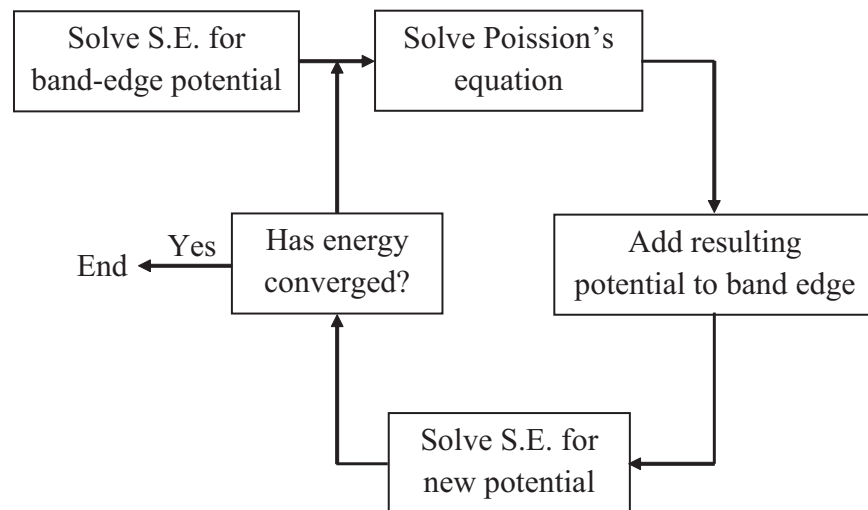 Solve S.E. for
band-edge potential
Solve Poission’s
equation
Add resulting
potential to band edge
Solve S.E. for
new potential
Has energy
converged?
Yes
End